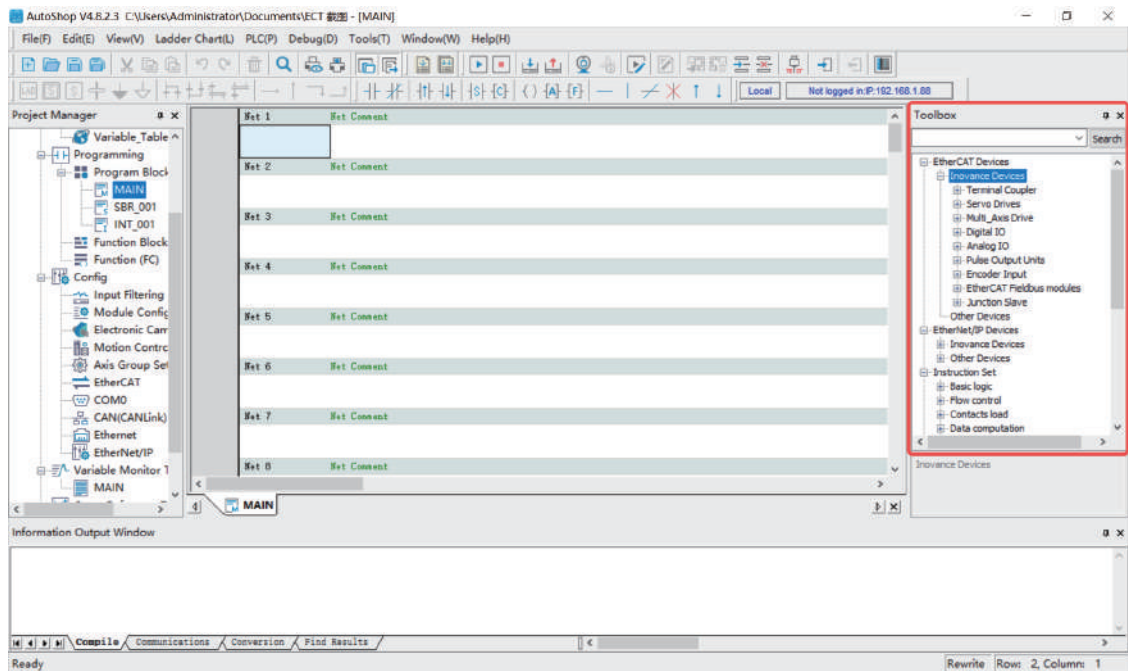 AutoShop V4.8.2.3 C:\Users\Administrator\Documents\ECT 截图 - [MAIN]
File(F) Edit(E) View(V) Ladder Chart(L) PLC(P) Debug(D) Tools(T) Window(W) Help(H)
Local
Not logged in:IP:192.168.1.88
Project Manager
Variable_Table
Programming
Program Block
MAIN
SBR_001
INT_001
Function Block
Function (FC)
Config
Input Filtering
Module Config
Electronic Cam
Motion Contro
Axis Group Set
EtherCAT
COM0
CAN(CANLink)
Ethernet
EtherNet/IP
Variable Monitor T
MAIN
Net 1 Net Comment
Net 2 Net Comment
Net 3 Net Comment
Net 4 Net Comment
Net 5 Net Comment
Net 6 Net Comment
Net 7 Net Comment
Net 8 Net Comment
MAIN
Toolbox
Search
EtherCAT Devices
Inovance Devices
Terminal Coupler
Servo Drives
Multi_Axis Drive
Digital IO
Analog IO
Pulse Output Units
Encoder Input
EtherCAT Fieldbus modules
Junction Slave
Other Devices
EtherNet/IP Devices
Inovance Devices
Other Devices
Instruction Set
Basic logic
Flow control
Contacts load
Data computation
Inovance Devices
Information Output Window
Compile Communications Conversion Find Results
Ready
Rewrite Row: 2, Column: 1